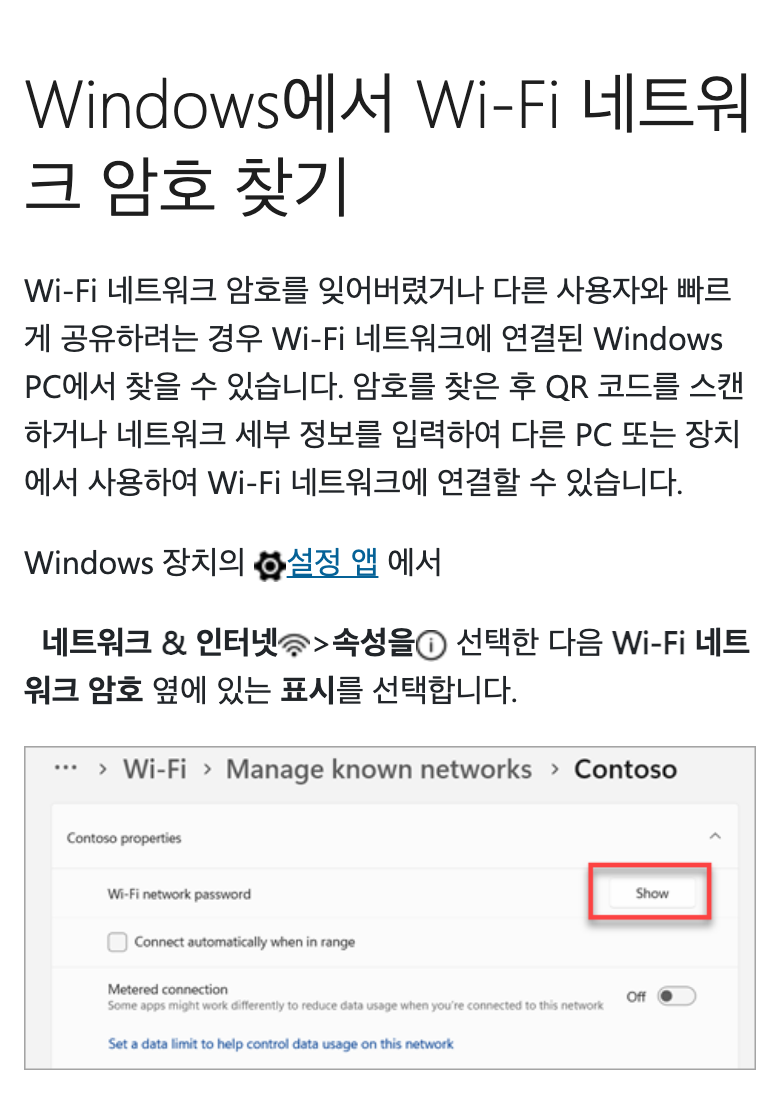 Windows에서 Wi-Fi 네트워
크 암호 찾기
Wi-Fi 네트워크 암호를 잊어버렸거나 다른 사용자와 빠르
게 공유하려는 경우 Wi-Fi 네트워크에 연결된 Windows
PC에서 찾을 수 있습니다. 암호를 찾은 후 QR 코드를 스캔
하거나 네트워크 세부 정보를 입력하여 다른 PC 또는 장치
에서 사용하여 Wi-Fi 네트워크에 연결할 수 있습니다.
Windows 장치의 설정 앱 에서
네트워크 & 인터넷>속성을 선택한 다음 Wi-Fi 네트
워크 암호 옆에 있는 표시를 선택합니다.
··· > Wi-Fi > Manage known networks > Contoso
Contoso properties
Wi-Fi network password Show
Connect automatically when in range
Metered connection
Some apps might work differently to reduce data usage when you're connected to this network Off
Set a data limit to help control data usage on this network